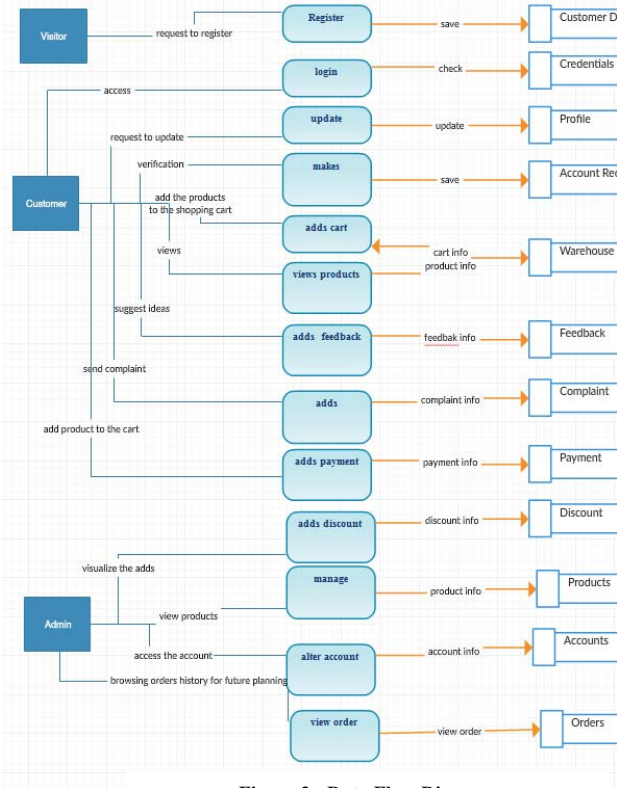 Register
Customer D
Visitor
request to register
save
login
check
Credentials
access
update
update
Profile
request to update
verification
makes
save
Account Rec
Customer
add the products
to the shopping cart
adds cart
views
cart info
product info
Warehouse
views products
suggest ideas
adds feedback
feedbak info
Feedback
send complaint
adds
complaint info
Complaint
add product to the cart
adds payment
payment info
Payment
adds discount
discount info
Discount
visualize the adds
manage
product info
Products
Admin
view products
access the account
alter account
account info
Accounts
browsing orders history for future planning
view order
view order
Orders